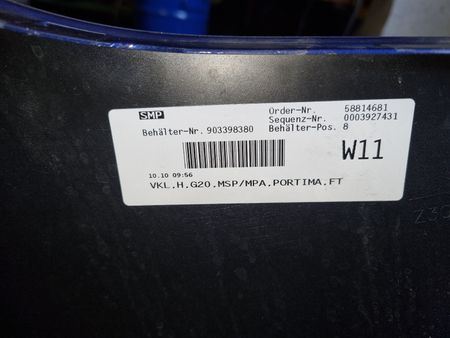 SMP
Order-Nr. 58814681
Sequenz-Nr. 0003927431
Behälter-Nr. 903398380 Behälter-Pos. 8
W11
10.10 09:56
VKL,H,G20,MSP/MPA,PORTIMA,FT